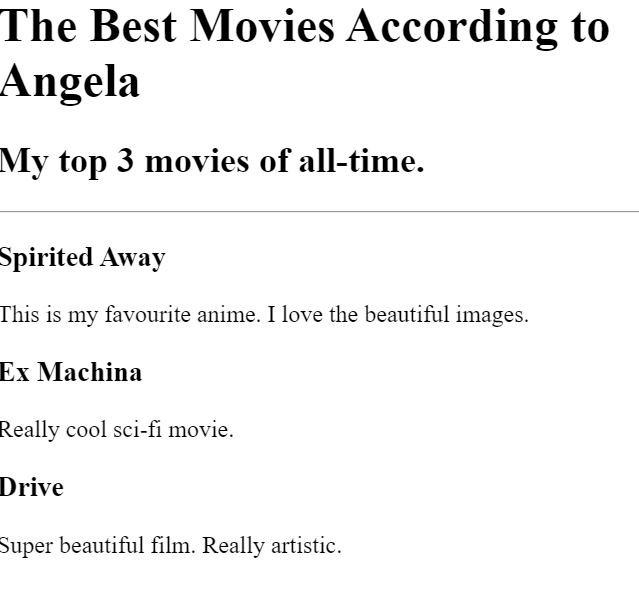 The Best Movies According to
Angela
My top 3 movies of all-time.
Spirited Away
This is my favourite anime. I love the beautiful images.
Ex Machina
Really cool sci-fi movie.
Drive
Super beautiful film. Really artistic.